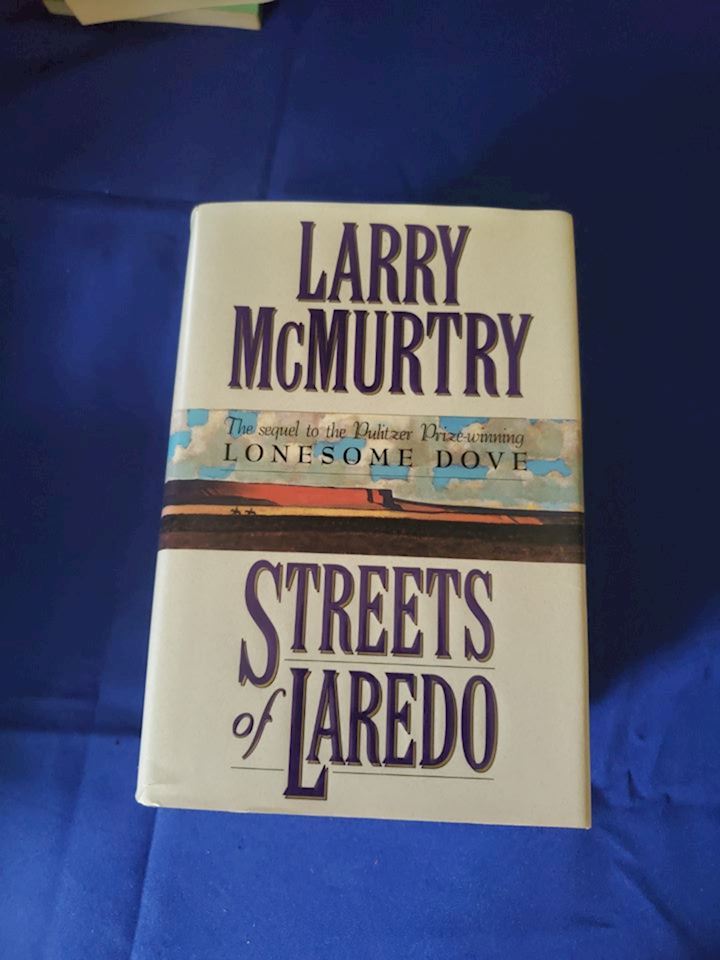 LARRY
McMURTRY
The sequel to the Pulitzer Prize-winning
LONESOME DOVE
STREETS
of LAREDO